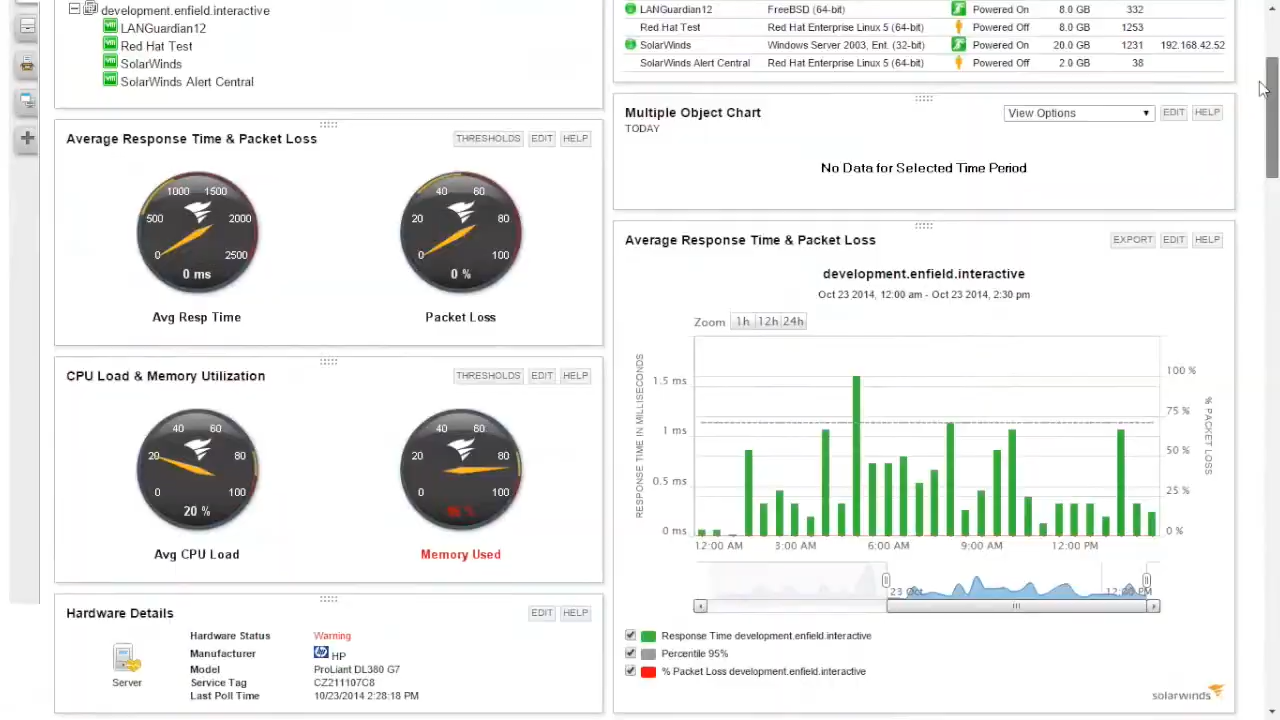 development.enfield.interactive
LANGuardian12
Red Hat Test
SolarWinds
SolarWinds Alert Central
LANGuardian12 FreeBSD (64-bit) Powered On 8.0 GB 332
Red Hat Test Red Hat Enterprise Linux 5 (64-bit) Powered Off 8.0 GB 1253
SolarWinds Windows Server 2003, Ent. (32-bit) Powered On 20.0 GB 1231 192.168.42.52
SolarWinds Alert Central Red Hat Enterprise Linux 5 (64-bit) Powered Off 2.0 GB 38
Average Response Time & Packet Loss THRESHOLDS EDIT HELP
1000 1500
500 2000
0 2500
0 ms
Avg Resp Time
40 60
20 80
0 100
0 %
Packet Loss
CPU Load & Memory Utilization THRESHOLDS EDIT HELP
40 60
20 80
0 100
20 %
Avg CPU Load
40 60
20 80
0 100
Memory Used
Hardware Details EDIT HELP
Server
Hardware Status Warning
Manufacturer HP
Model ProLiant DL380 G7
Service Tag CZ211107C8
Last Poll Time 10/23/2014 2:28:18 PM
Multiple Object Chart View Options EDIT HELP
TODAY
No Data for Selected Time Period
Average Response Time & Packet Loss EXPORT EDIT HELP
development.enfield.interactive
Oct 23 2014, 12:00 am - Oct 23 2014, 2:30 pm
Zoom 1h 12h 24h
RESPONSE TIME IN MILLISECONDS
1.5 ms
1 ms
0.5 ms
0 ms
100 %
75 %
50 %
25 %
0 %
% PACKET LOSS
12:00 AM 3:00 AM 6:00 AM 9:00 AM 12:00 PM
23 Oct 12:00 PM
Response Time development.enfield.interactive
Percentile 95%
% Packet Loss development.enfield.interactive
solarwinds